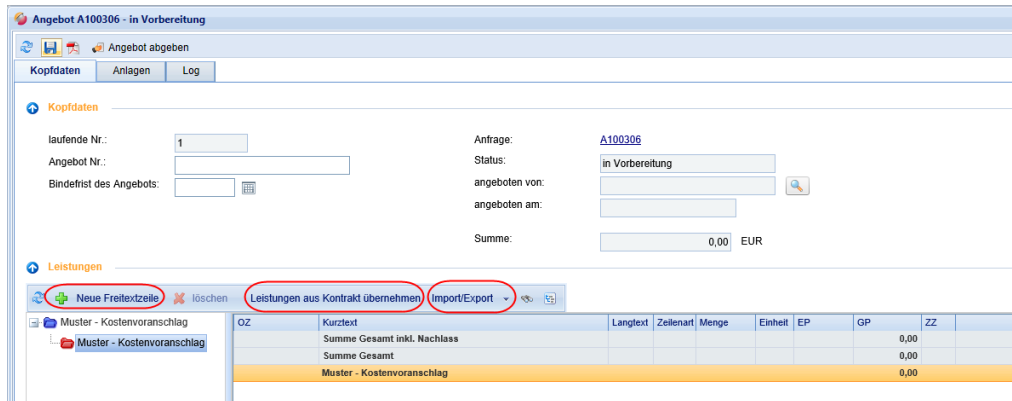 Angebot A100306 - in Vorbereitung
Angebot abgeben
Kopfdaten Anlagen Log
Kopfdaten
laufende Nr.: 1 Anfrage: A100306
Angebot Nr.: Status: in Vorbereitung
Bindefrist des Angebots: angeboten von:
angeboten am:
Summe: 0,00 EUR
Leistungen
Neue Freitextzeile löschen Leistungen aus Kontrakt übernehmen Import/Export
Muster - Kostenvoranschlag OZ Kurztext Langtext Zeilenart Menge Einheit EP GP ZZ
Muster - Kostenvoranschlag Summe Gesamt inkl. Nachlass 0,00
Summe Gesamt 0,00
Muster - Kostenvoranschlag 0,00